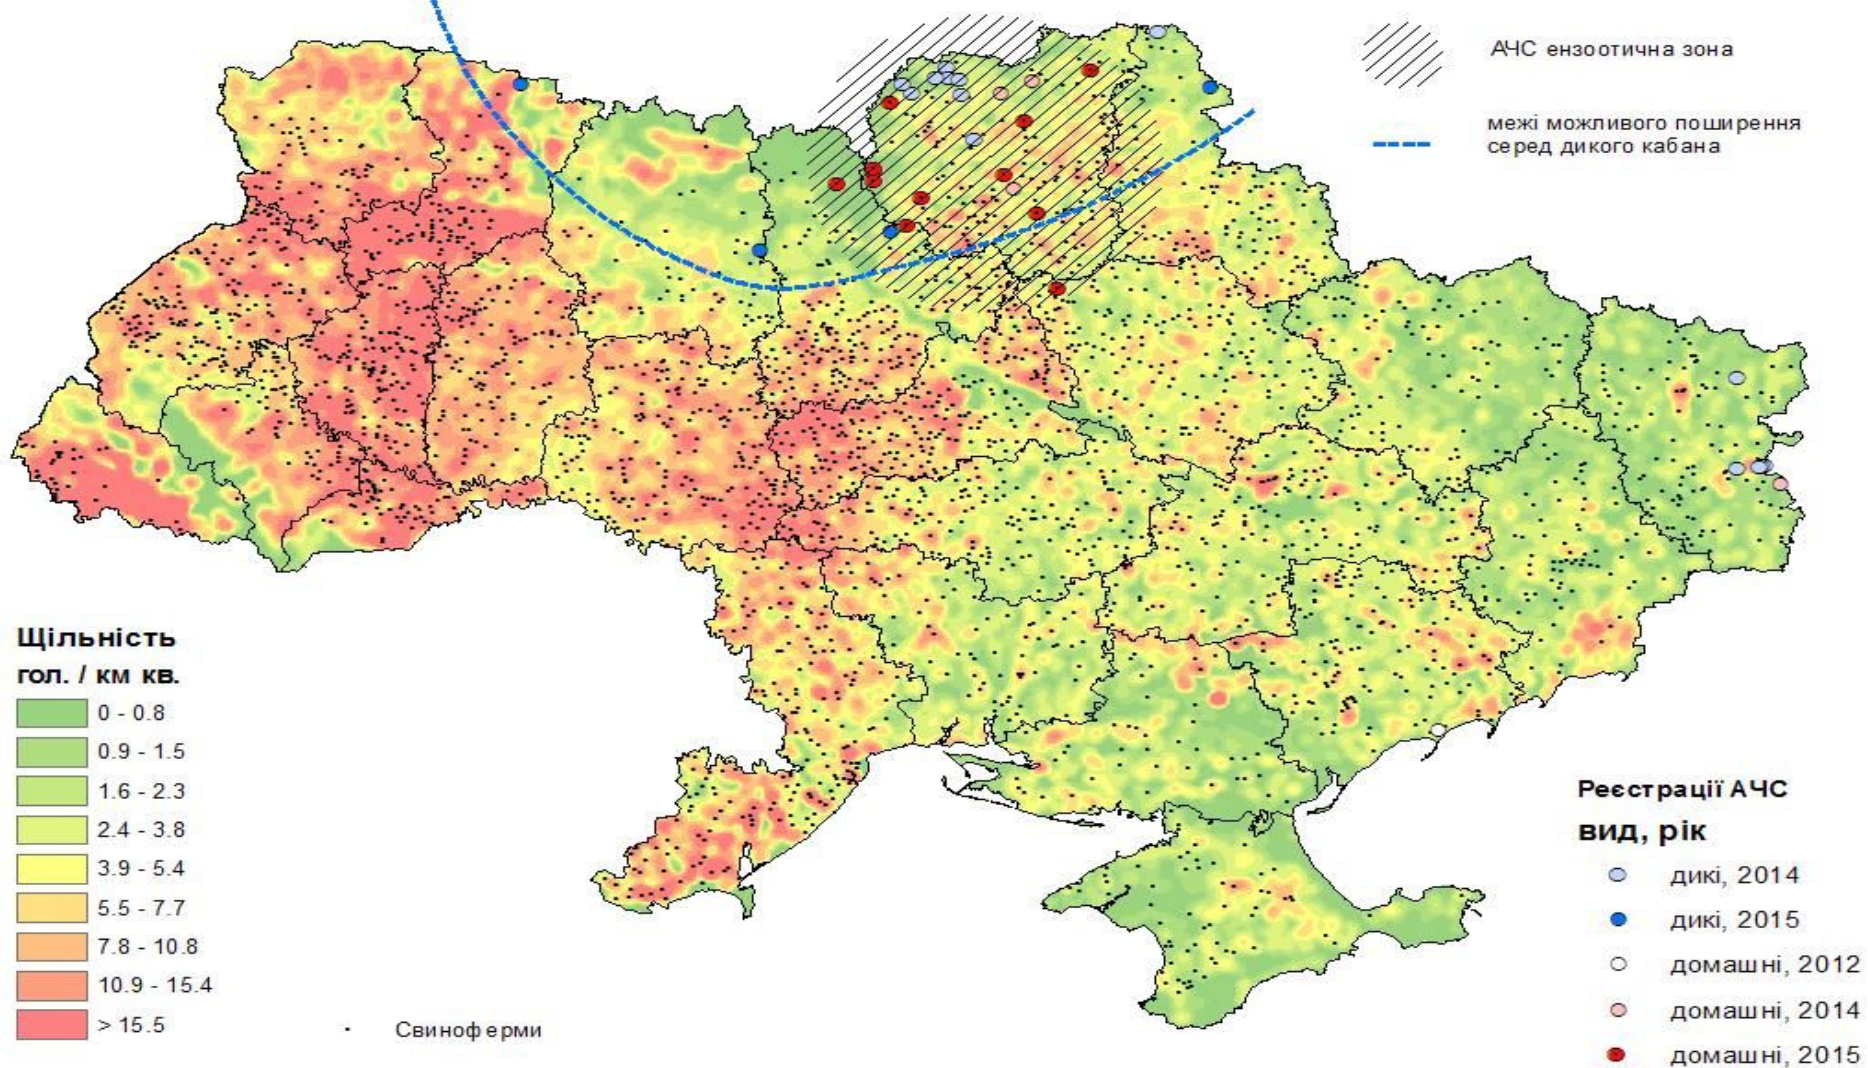 АЧС ензоотична зона
межі можливого поширення
серед дикого кабана
Щільність
гол. / км кв.
0 - 0.8
0.9 - 1.5
1.6 - 2.3
2.4 - 3.8
3.9 - 5.4
5.5 - 7.7
7.8 - 10.8
10.9 - 15.4
> 15.5
Свиноферми
Реєстрації АЧС
вид, рік
дикі, 2014
дикі, 2015
домашні, 2012
домашні, 2014
домашні, 2015